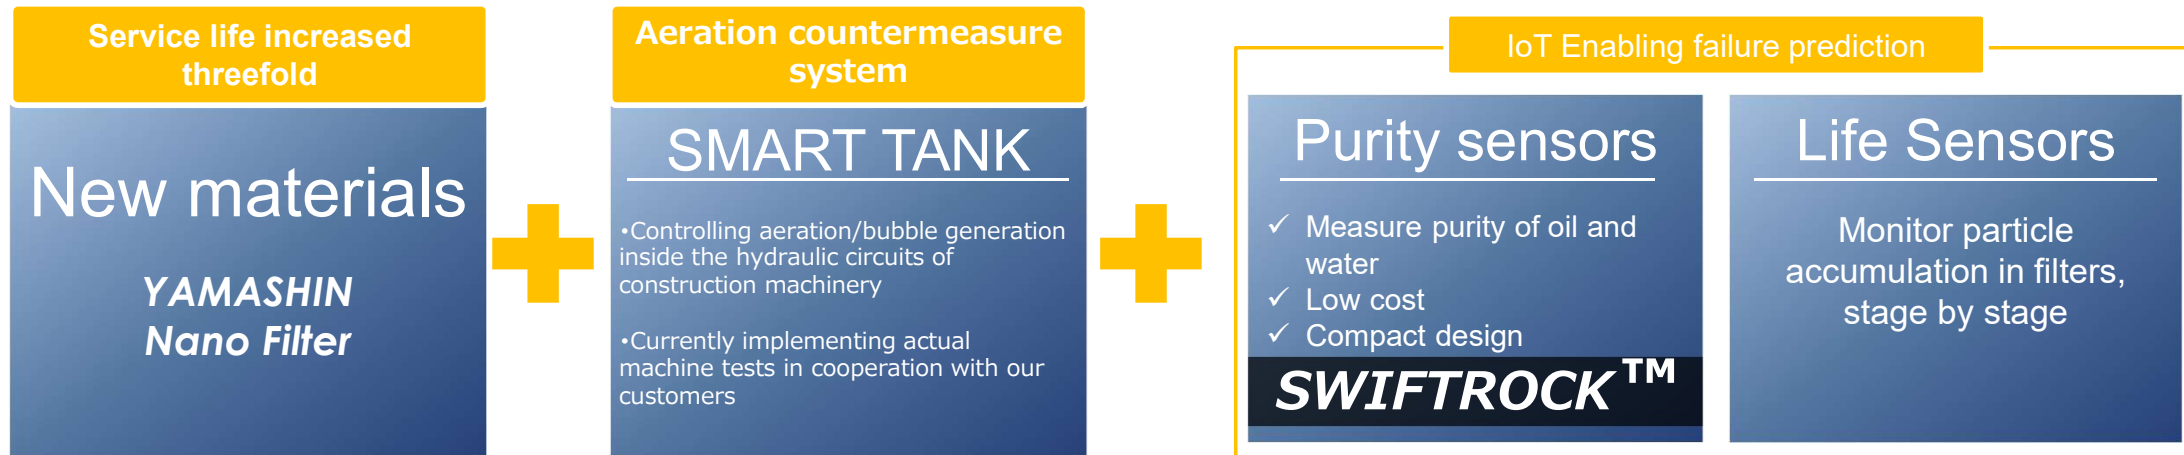 Service life increased
threefold
New materials
YAMASHIN
Nano Filter
Aeration countermeasure
system
SMART TANK
•Controlling aeration/bubble generation
inside the hydraulic circuits of
construction machinery
•Currently implementing actual
machine tests in cooperation with our
customers
IoT Enabling failure prediction
Purity sensors
✓ Measure purity of oil and
water
✓ Low cost
✓ Compact design
SWIFTROCK™
Life Sensors
Monitor particle
accumulation in filters,
stage by stage